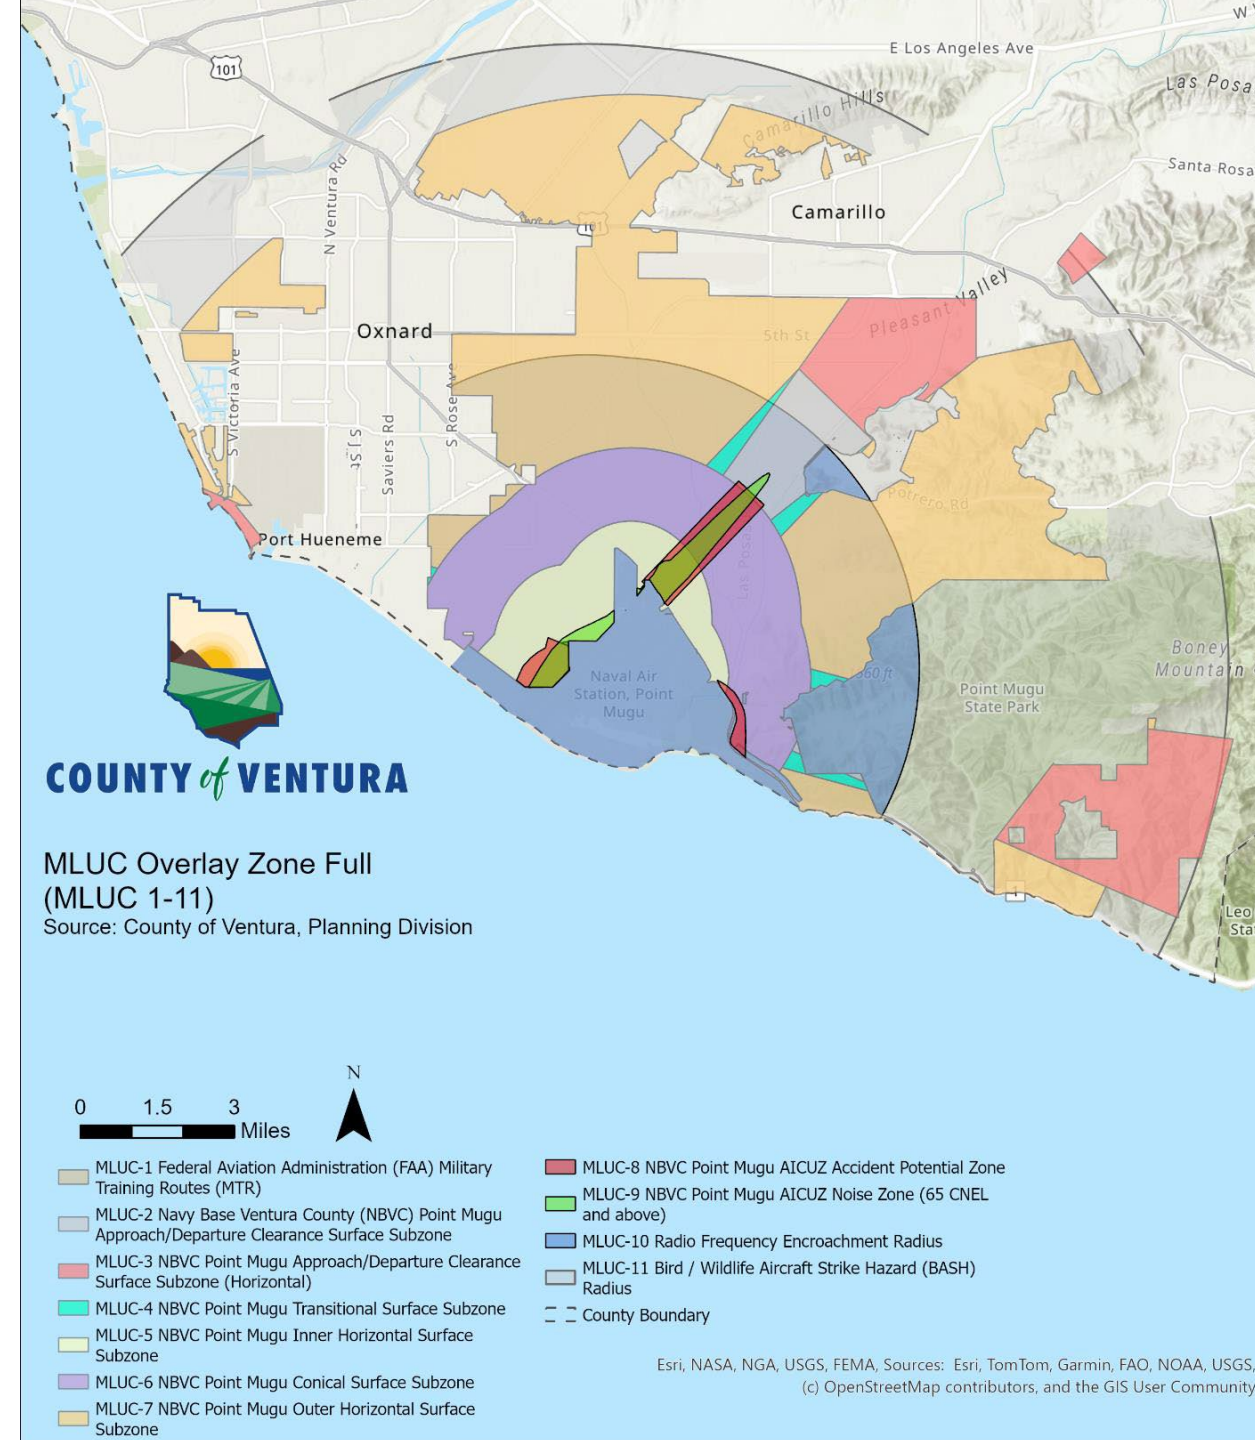 W
E Los Angeles Ave
101
Las Posa
Camarillo Hills
Santa Rosa
N Ventura Rd
Camarillo
101
Pleasant Valley
Oxnard
5th St
S Victoria Ave
S Rose Ave
S J St
Saviers Rd
Potrero Rd
Port Hueneme
Las Posa
Boney
Mountain
Naval Air
Station, Point
Mugu
360 ft
Point Mugu
State Park
COUNTY of VENTURA
MLUC Overlay Zone Full
(MLUC 1-11)
Source: County of Ventura, Planning Division
1
Leo
Sta
N
0 1.5 3
Miles
MLUC-1 Federal Aviation Administration (FAA) Military
Training Routes (MTR)
MLUC-2 Navy Base Ventura County (NBVC) Point Mugu
Approach/Departure Clearance Surface Subzone
MLUC-3 NBVC Point Mugu Approach/Departure Clearance
Surface Subzone (Horizontal)
MLUC-4 NBVC Point Mugu Transitional Surface Subzone
MLUC-5 NBVC Point Mugu Inner Horizontal Surface
Subzone
MLUC-6 NBVC Point Mugu Conical Surface Subzone
MLUC-7 NBVC Point Mugu Outer Horizontal Surface
Subzone
MLUC-8 NBVC Point Mugu AICUZ Accident Potential Zone
MLUC-9 NBVC Point Mugu AICUZ Noise Zone (65 CNEL
and above)
MLUC-10 Radio Frequency Encroachment Radius
MLUC-11 Bird / Wildlife Aircraft Strike Hazard (BASH)
Radius
County Boundary
Esri, NASA, NGA, USGS, FEMA, Sources: Esri, TomTom, Garmin, FAO, NOAA, USGS,
(c) OpenStreetMap contributors, and the GIS User Community